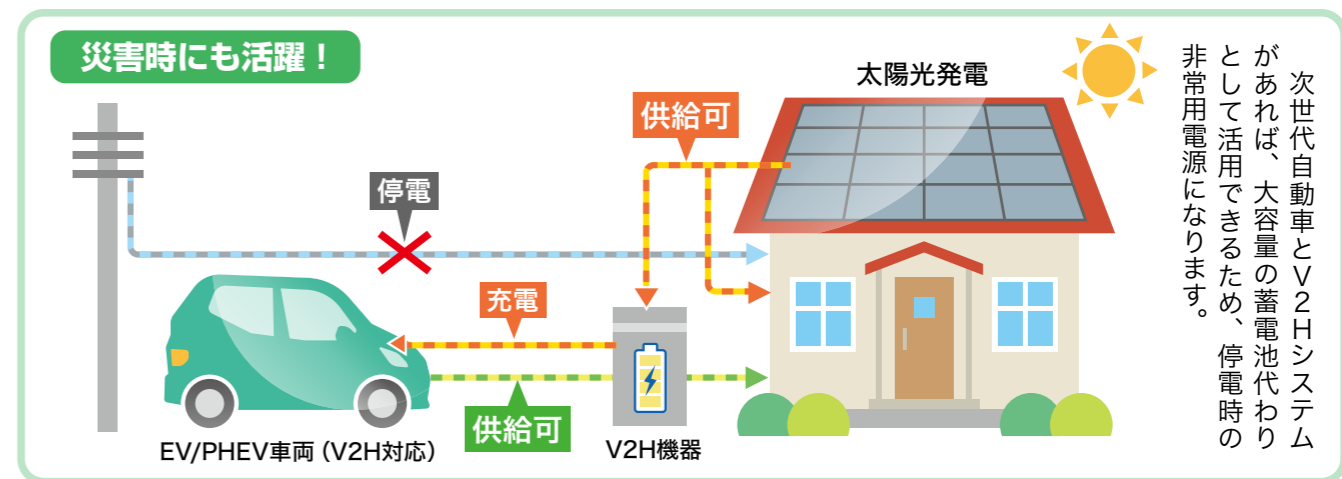 災害時にも活躍！
太陽光発電
供給可
停電
充電
供給可
EV/PHEV車両（V2H対応）
V2H機器
次世代自動車とV2Hシステム
があれば、大容量の蓄電池代わり
として活用できるため、停電時の
非常用電源になります。